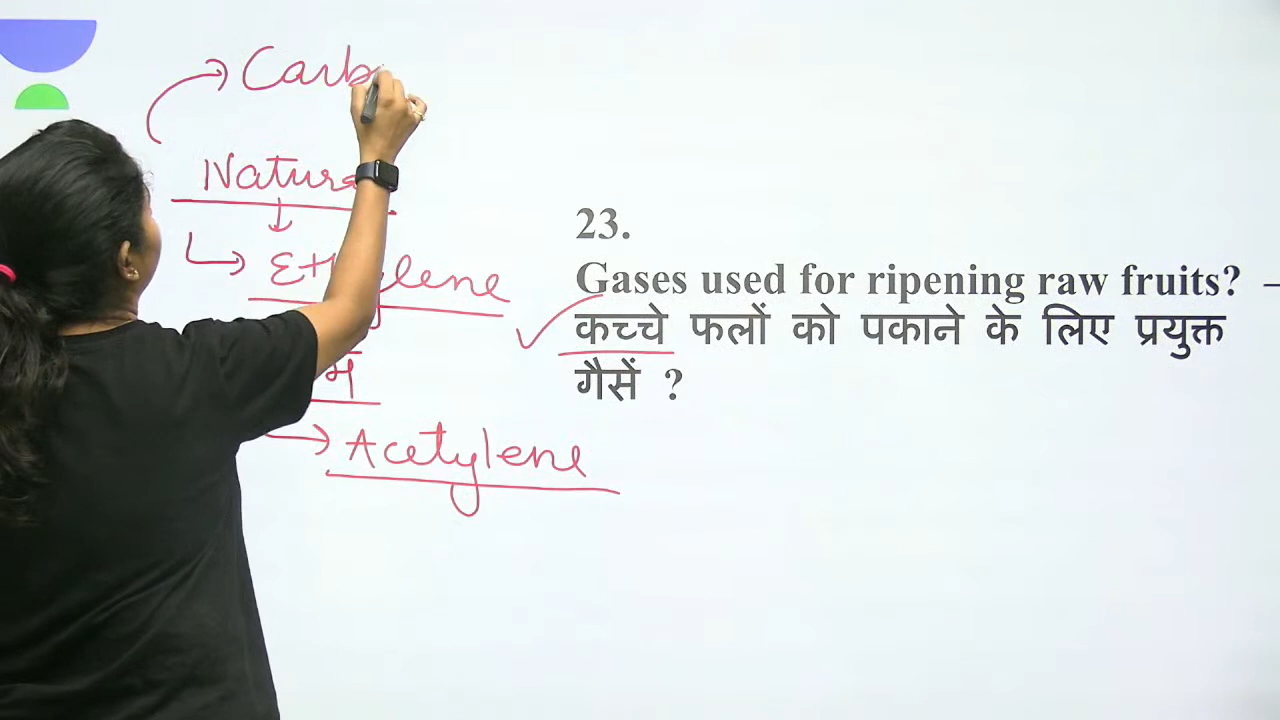 Carb
Natura
Ethylene
Acetylene
23.
Gases used for ripening raw fruits? –
कच्चे फलों को पकाने के लिए प्रयुक्त
गैसें ?